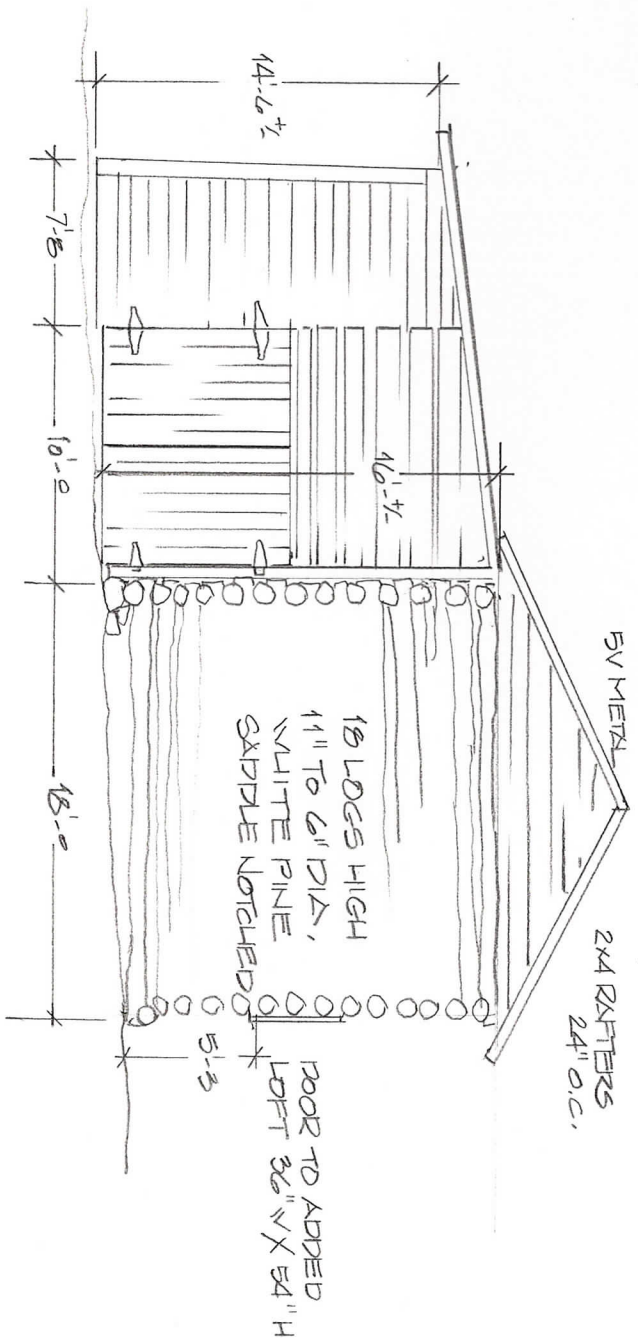 5V METAL
2X4 RAFTERS
24" O.C.
14'-6 +/-
16' +/-
18 LOGS HIGH
11" TO 6" DIA.
WHITE PINE
SADDLE NOTCHED
DOOR TO ADDED
LOFT 36" W X 54" H
5'-3
7'-8
10'-0
18'-0